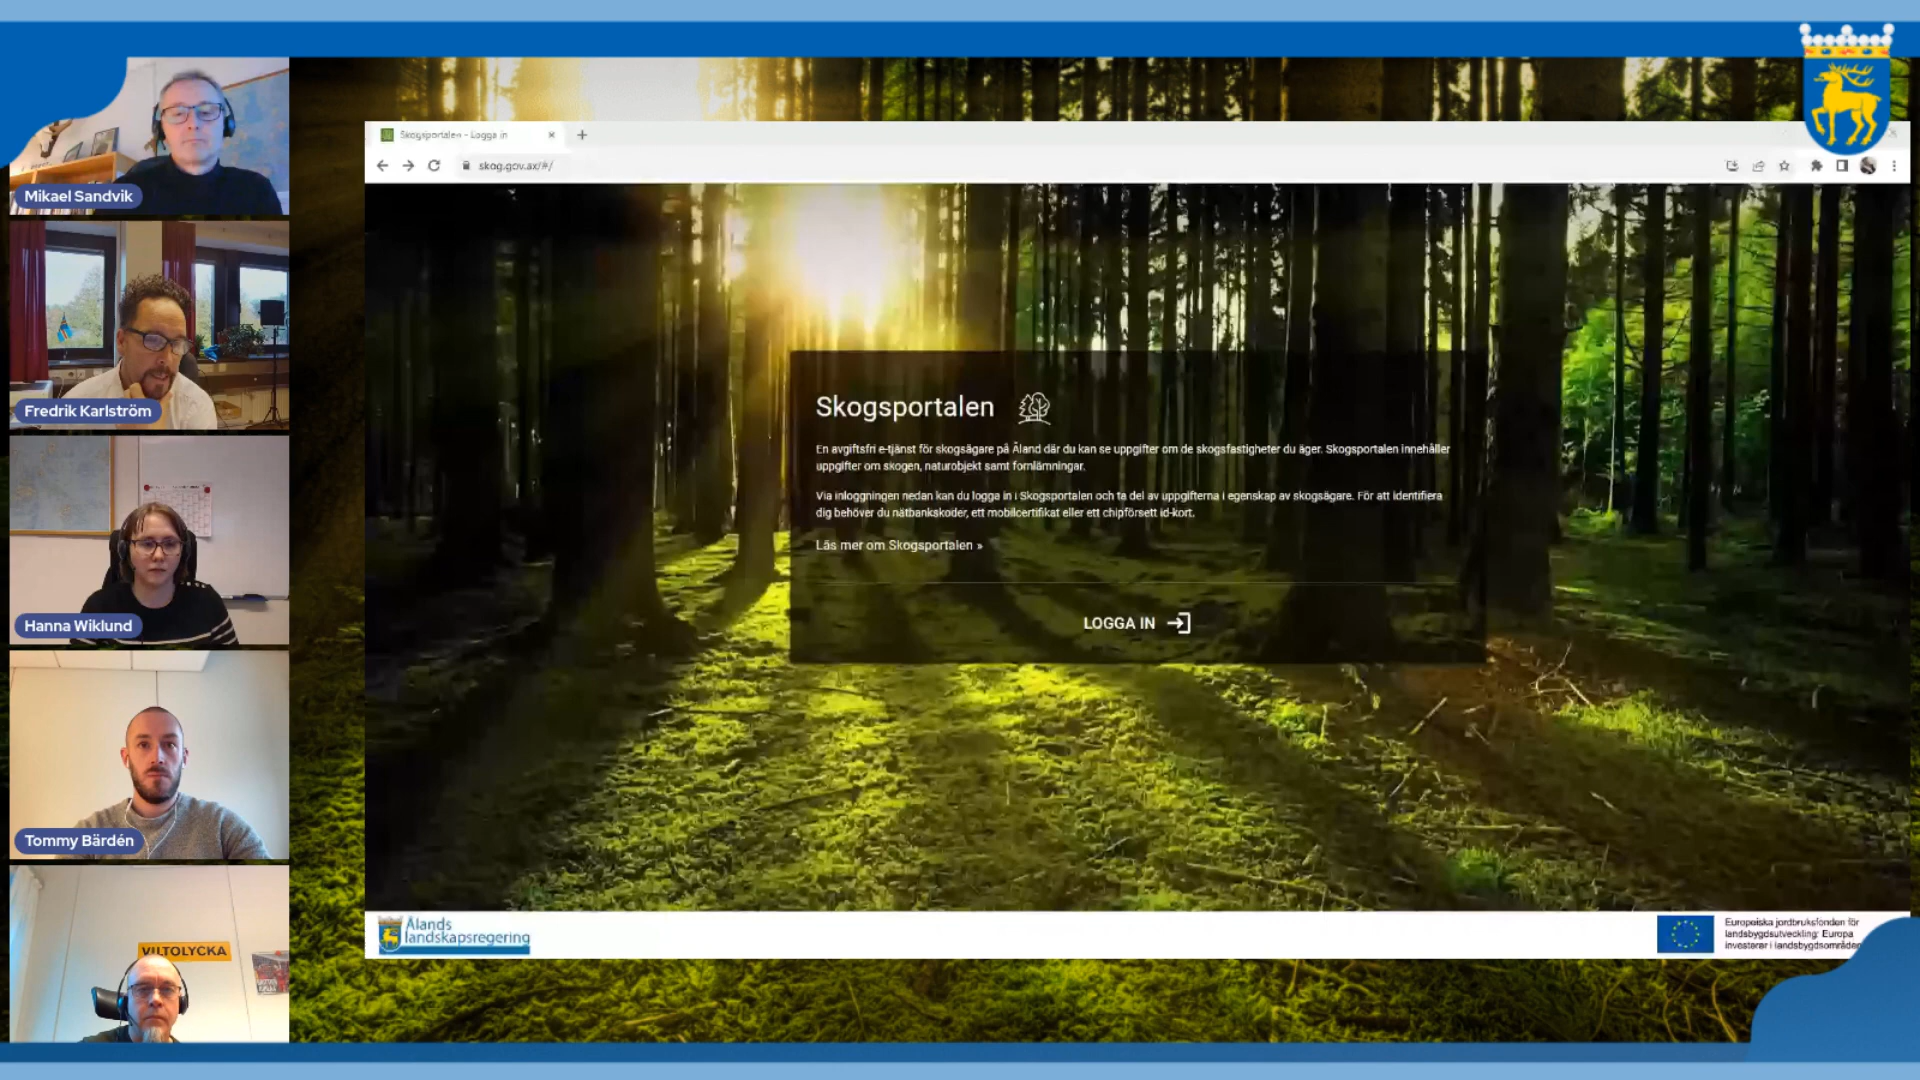 Mikael Sandvik
Fredrik Karlström
Hanna Wiklund
Tommy Bärdén
VILTOLYCKA
Skogsportalen - Logga in
skog.gov.ax/#/
Skogsportalen
En avgiftsfri e-tjänst för skogsägare på Åland där du kan se uppgifter om de skogsfastigheter du äger. Skogsportalen innehåller
uppgifter om skogen, naturobjekt samt fornlämningar.
Via inloggningen nedan kan du logga in i Skogsportalen och ta del av uppgifterna i egenskap av skogsägare. För att identifiera
dig behöver du nätbankskoder, ett mobilcertifikat eller ett chipförsett id-kort.
Läs mer om Skogsportalen »
LOGGA IN
Ålands
landskapsregering
Europeiska jordbruksfonden för
landsbygdsutveckling: Europa
investerar i landsbygdsområden